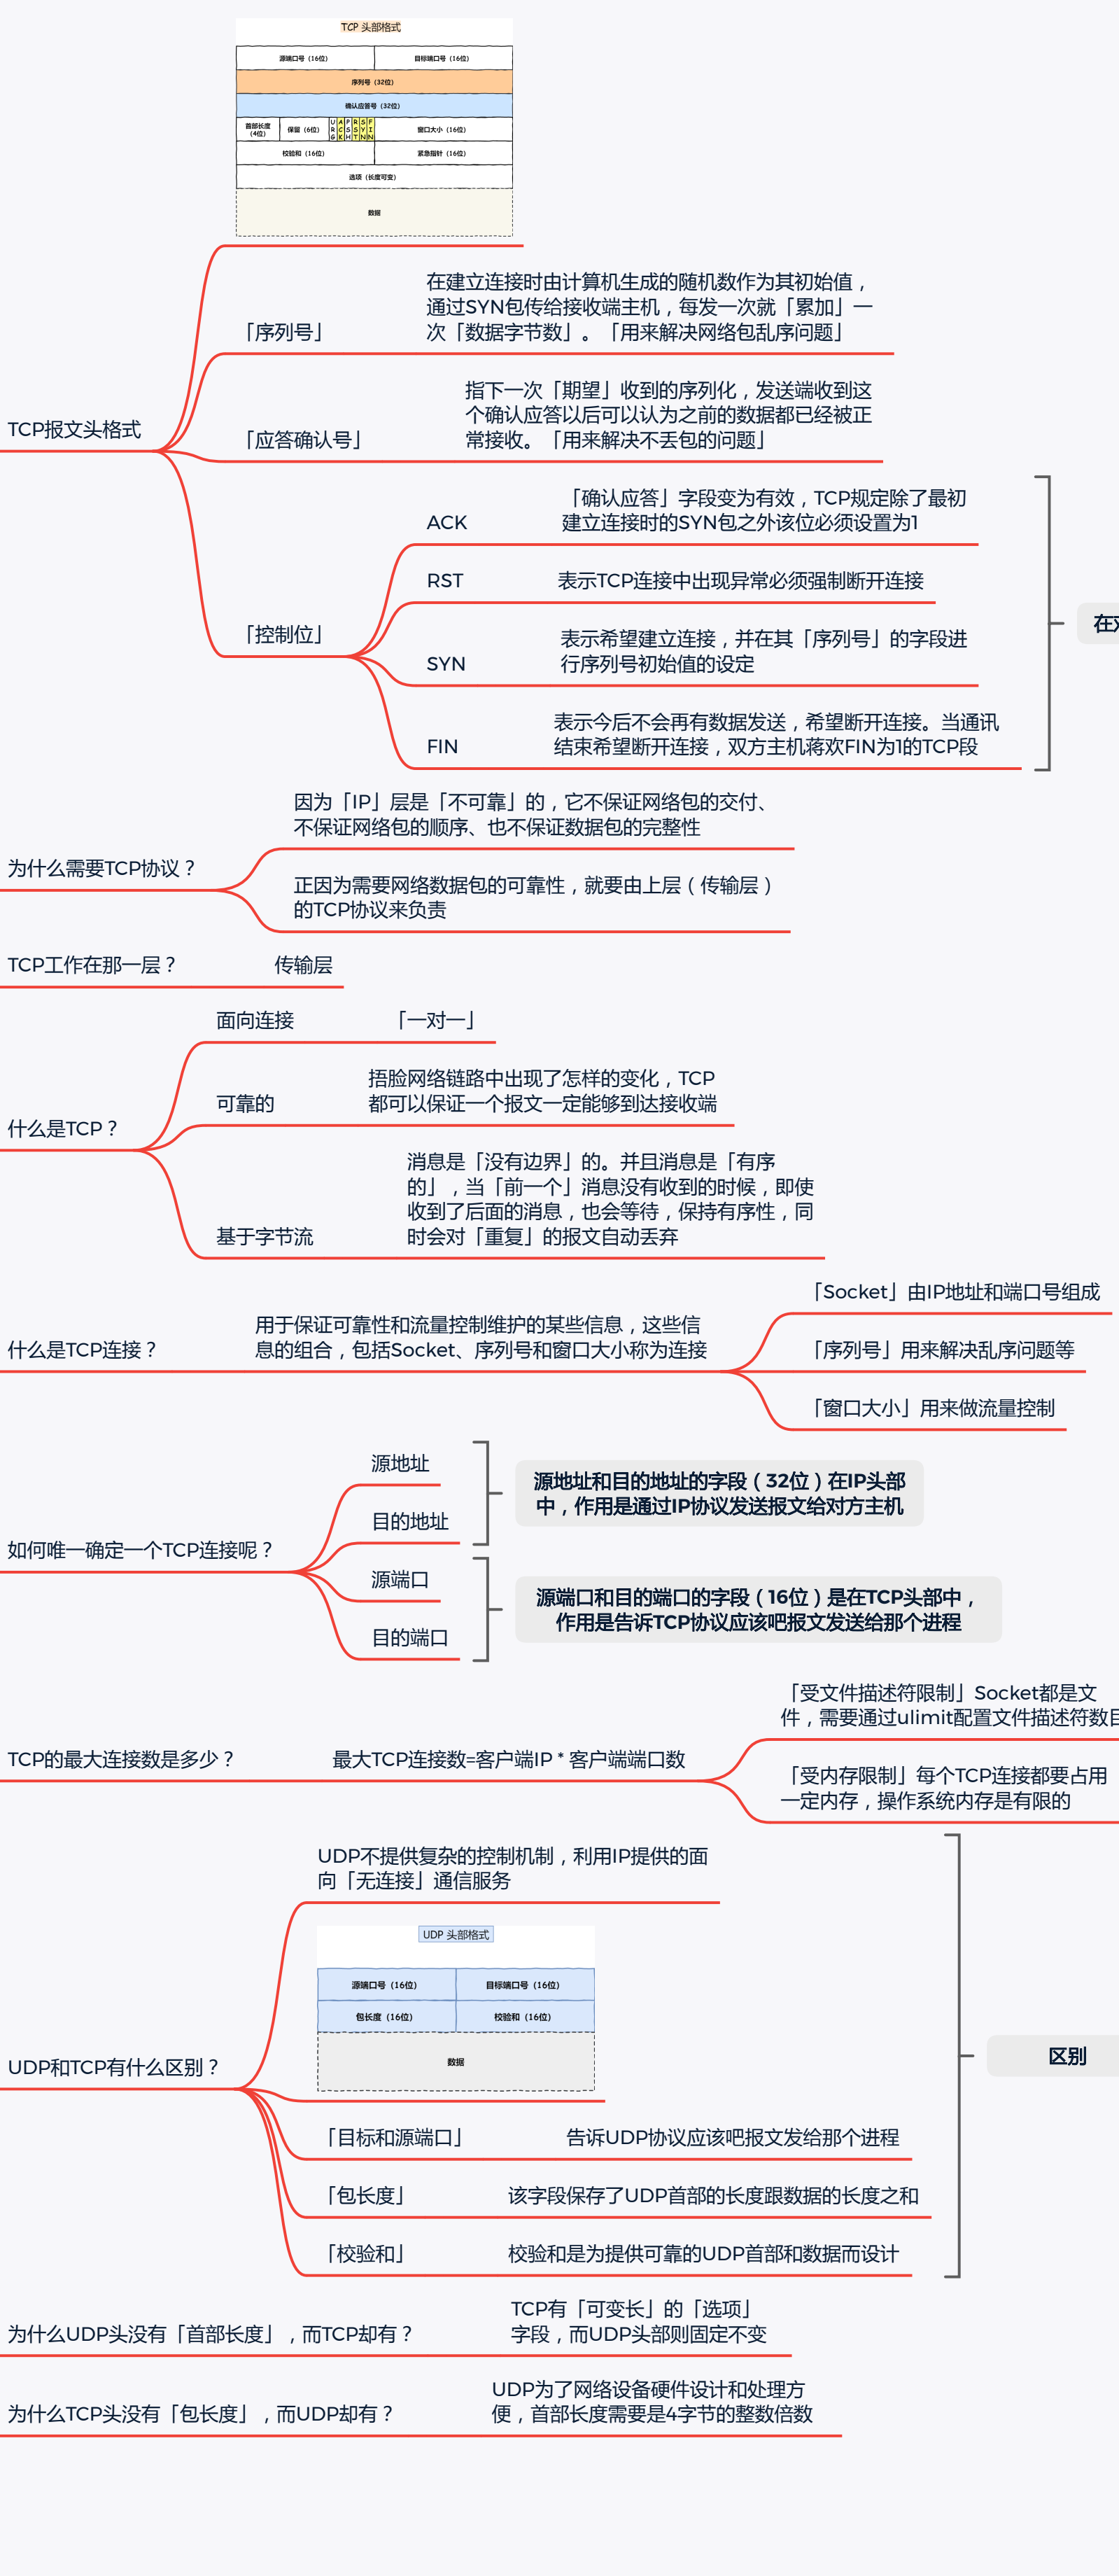 TCP 头部格式
源端口号（16位）
目标端口号（16位）
序列号（32位）
确认应答号（32位）
首部长度
（4位）
保留（6位）
URG
ACK
PSH
RST
SYN
FIN
窗口大小（16位）
校验和（16位）
紧急指针（16位）
选项（长度可变）
数据
TCP报文头格式
「序列号」
在建立连接时由计算机生成的随机数作为其初始值，
通过SYN包传给接收端主机，每发一次就「累加」一
次「数据字节数」。「用来解决网络包乱序问题」
「应答确认号」
指下一次「期望」收到的序列化，发送端收到这
个确认应答以后可以认为之前的数据都已经被正
常接收。「用来解决不丢包的问题」
「控制位」
ACK
「确认应答」字段变为有效，TCP规定除了最初
建立连接时的SYN包之外该位必须设置为1
RST
表示TCP连接中出现异常必须强制断开连接
SYN
表示希望建立连接，并在其「序列号」的字段进
行序列号初始值的设定
FIN
表示今后不会再有数据发送，希望断开连接。当通讯
结束希望断开连接，双方主机蒋欢FIN为1的TCP段
为什么需要TCP协议？
因为「IP」层是「不可靠」的，它不保证网络包的交付、
不保证网络包的顺序、也不保证数据包的完整性
正因为需要网络数据包的可靠性，就要由上层（传输层）
的TCP协议来负责
TCP工作在那一层？
传输层
什么是TCP？
面向连接
「一对一」
可靠的
捂脸网络链路中出现了怎样的变化，TCP
都可以保证一个报文一定能够到达接收端
基于字节流
消息是「没有边界」的。并且消息是「有序
的」，当「前一个」消息没有收到的时候，即使
收到了后面的消息，也会等待，保持有序性，同
时会对「重复」的报文自动丢弃
什么是TCP连接？
用于保证可靠性和流量控制维护的某些信息，这些信
息的组合，包括Socket、序列号和窗口大小称为连接
「Socket」由IP地址和端口号组成
「序列号」用来解决乱序问题等
「窗口大小」用来做流量控制
如何唯一确定一个TCP连接呢？
源地址
目的地址
源端口
目的端口
源地址和目的地址的字段（32位）在IP头部
中，作用是通过IP协议发送报文给对方主机
源端口和目的端口的字段（16位）是在TCP头部中，
作用是告诉TCP协议应该吧报文发送给那个进程
TCP的最大连接数是多少？
最大TCP连接数=客户端IP * 客户端端口数
「受文件描述符限制」Socket都是文
件，需要通过ulimit配置文件描述符数
「受内存限制」每个TCP连接都要占用
一定内存，操作系统内存是有限的
UDP和TCP有什么区别？
UDP不提供复杂的控制机制，利用IP提供的面
向「无连接」通信服务
UDP 头部格式
源端口号（16位）
目标端口号（16位）
包长度（16位）
校验和（16位）
数据
「目标和源端口」
告诉UDP协议应该吧报文发给那个进程
「包长度」
该字段保存了UDP首部的长度跟数据的长度之和
「校验和」
校验和是为提供可靠的UDP首部和数据而设计
区别
为什么UDP头没有「首部长度」，而TCP却有？
TCP有「可变长」的「选项」
字段，而UDP头部则固定不变
为什么TCP头没有「包长度」，而UDP却有？
UDP为了网络设备硬件设计和处理方
便，首部长度需要是4字节的整数倍数